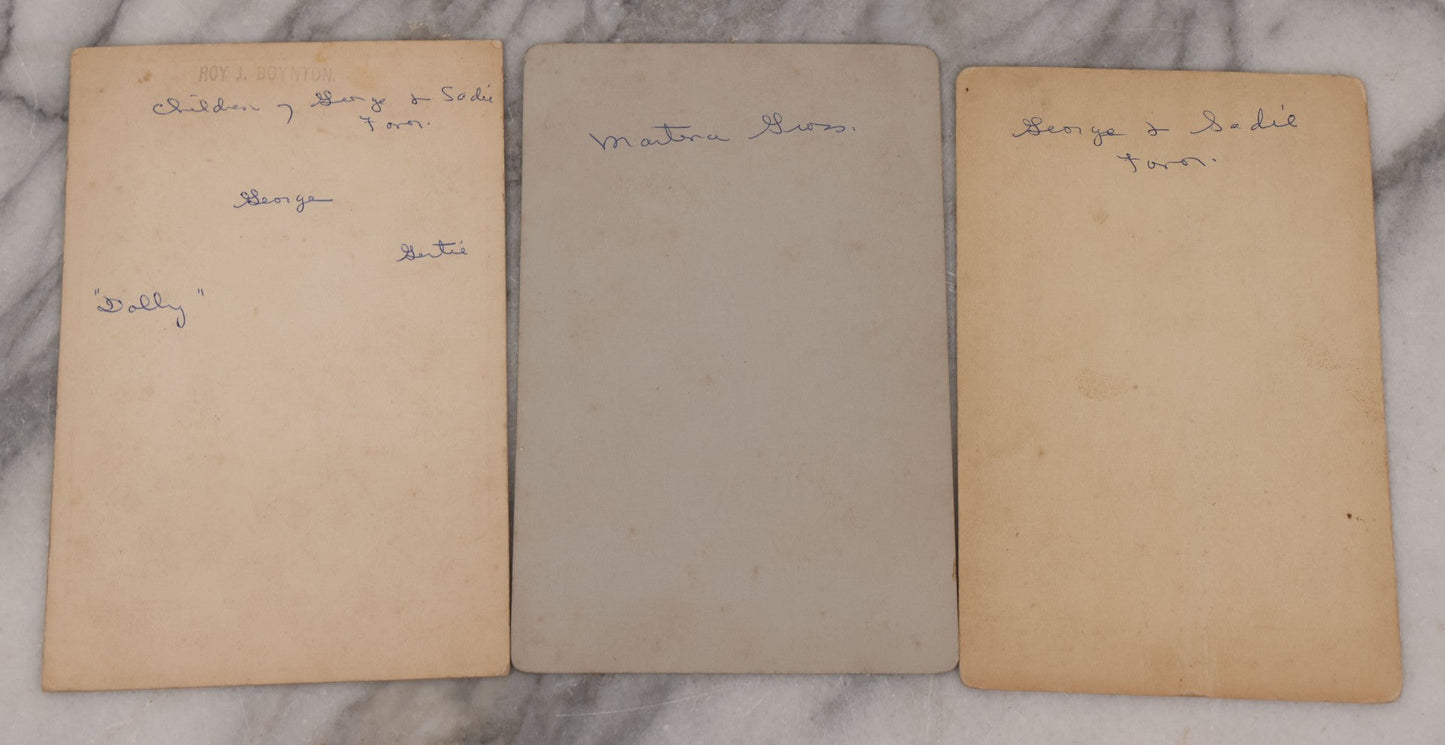 ROY J. BOYNTON.
Children of George & Sadie
Foror.
George
Gertie
"Dolly"
Martina Gross.
George & Sadie
Foror.